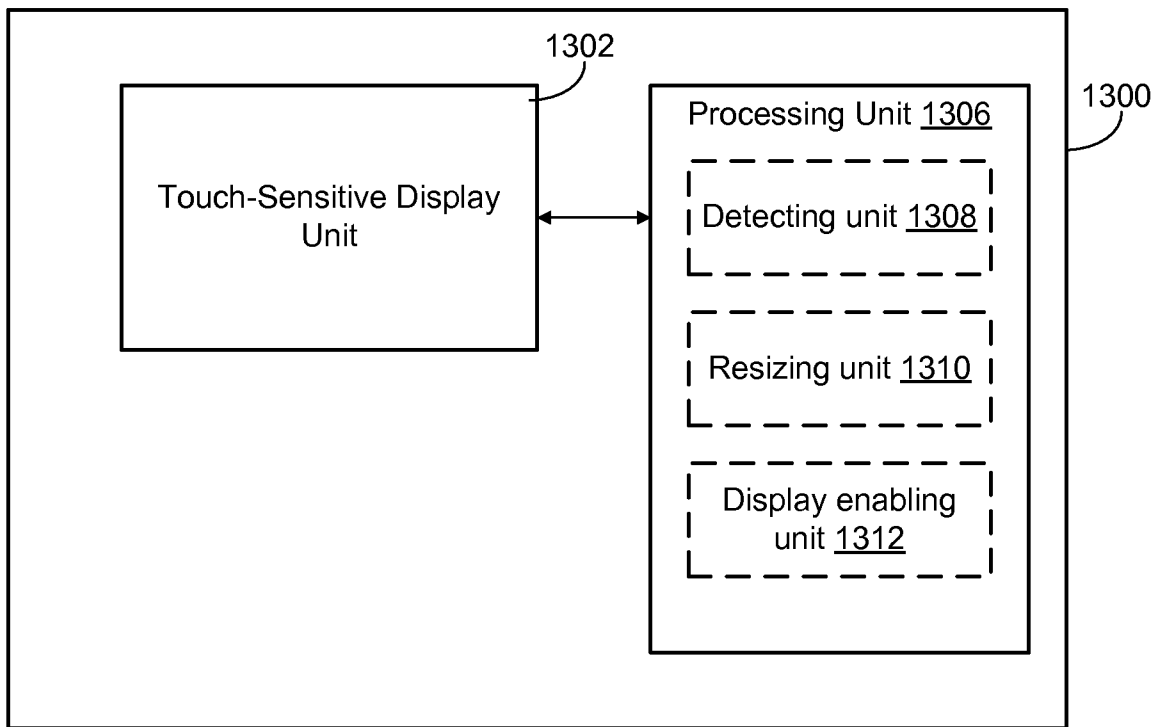 1302
1300
Touch-Sensitive Display
Unit
Processing Unit 1306
Detecting unit 1308
Resizing unit 1310
Display enabling
unit 1312